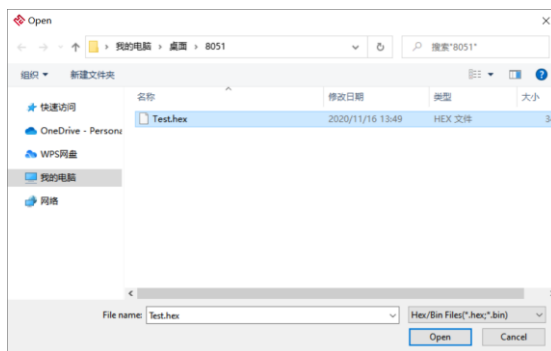 Open
我的电脑 › 桌面 › 8051
搜索"8051"
组织 新建文件夹
名称 修改日期 类型 大小
Test.hex 2020/11/16 13:49 HEX 文件
快速访问
OneDrive - Persona
WPS网盘
我的电脑
网络
File name: Test.hex Hex/Bin Files(*.hex;*.bin)
Open Cancel